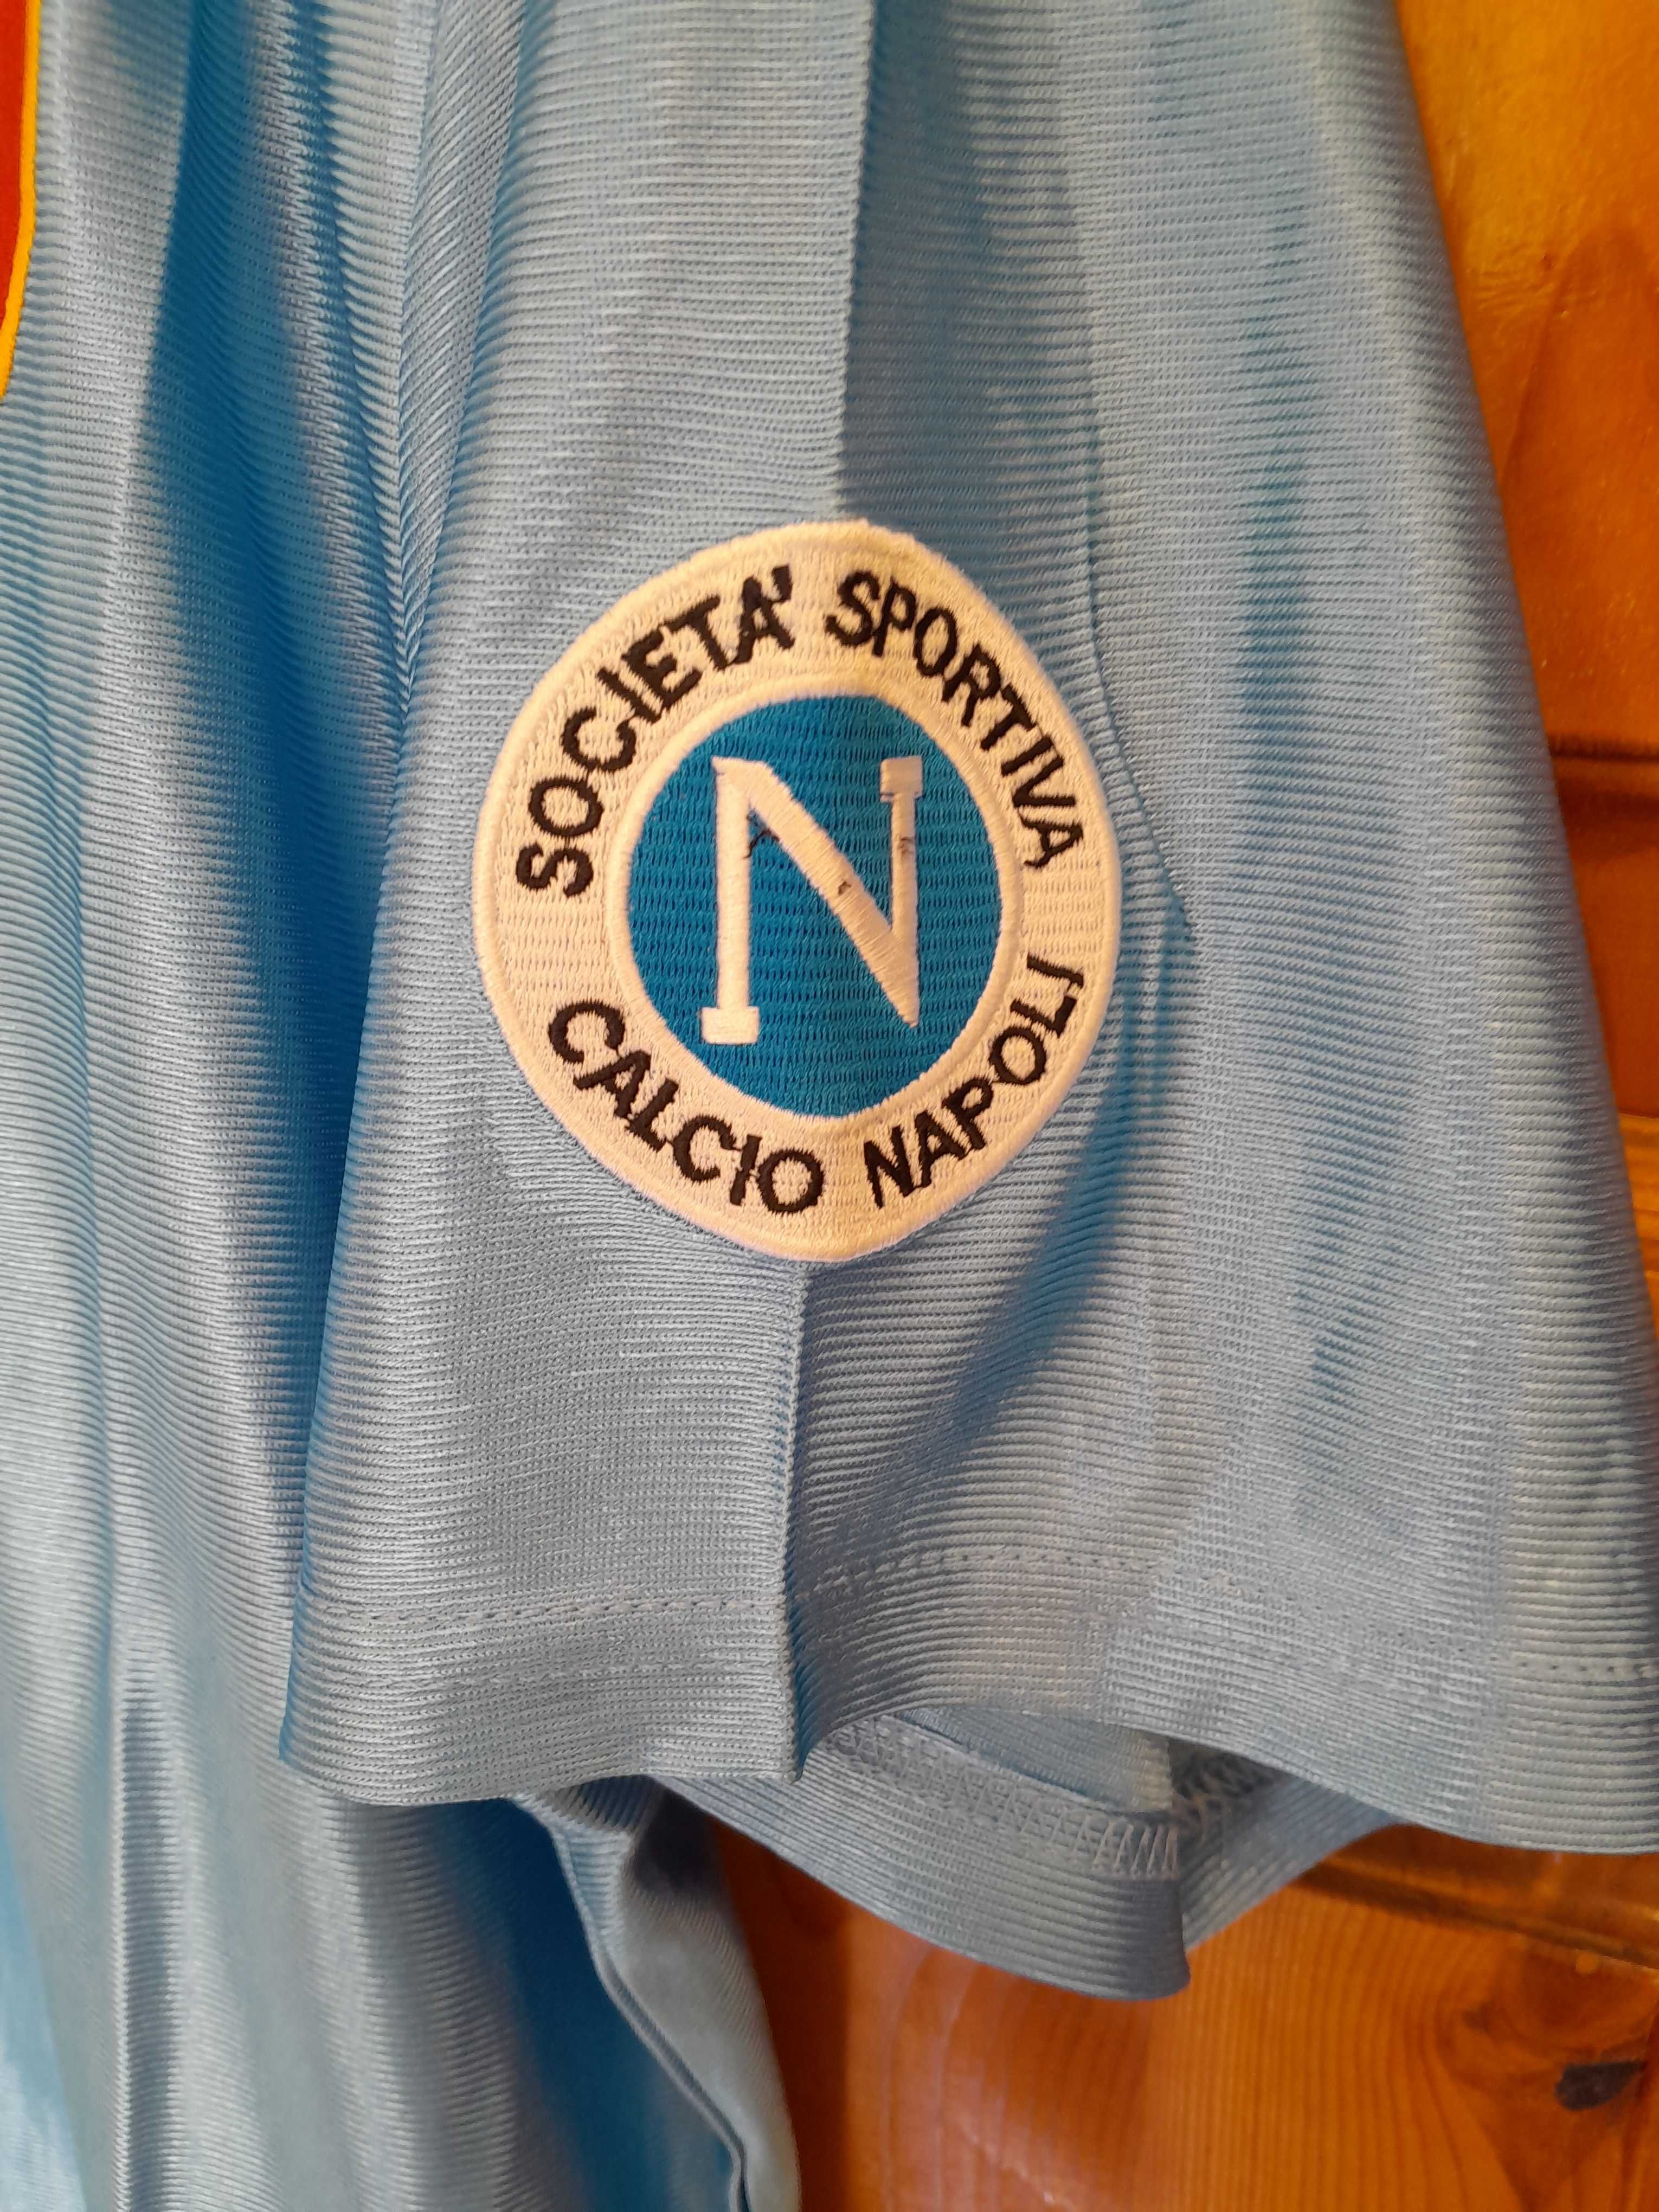 SOCIETA' SPORTIVA
N
CALCIO NAPOLI